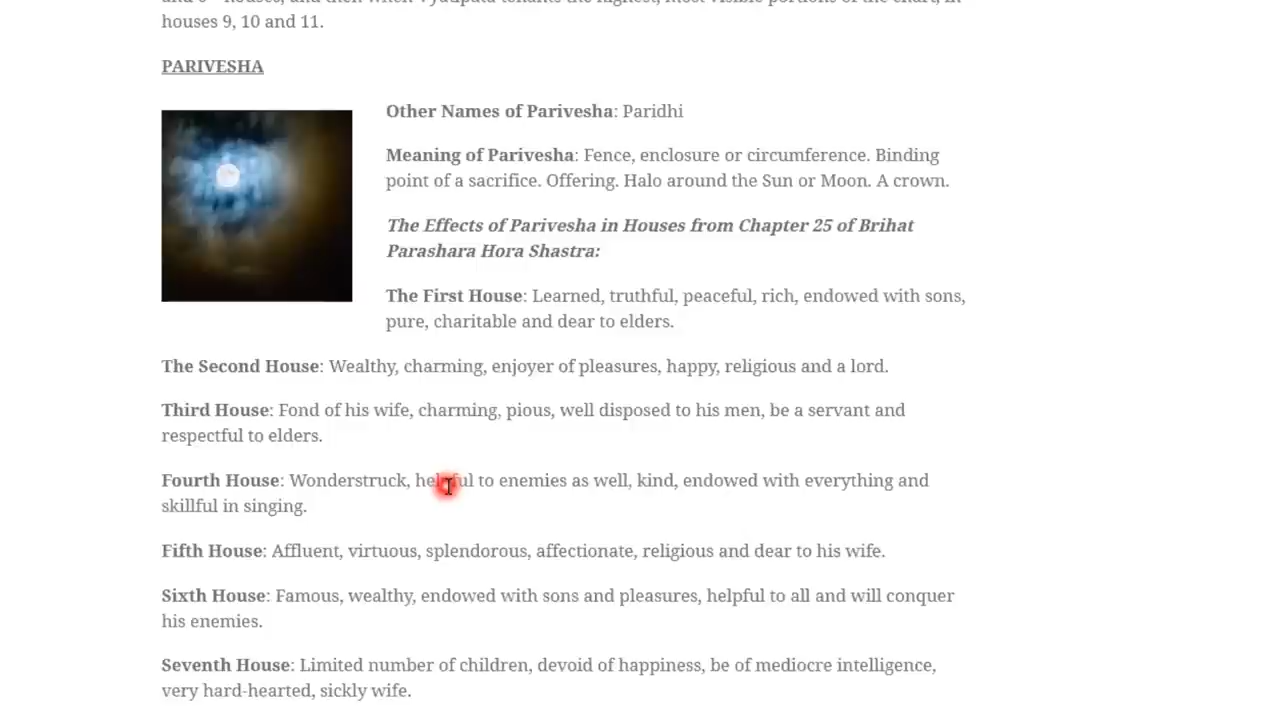 houses 9, 10 and 11.
PARIVESHA
Other Names of Parivesha: Paridhi
Meaning of Parivesha: Fence, enclosure or circumference. Binding
point of a sacrifice. Offering. Halo around the Sun or Moon. A crown.
The Effects of Parivesha in Houses from Chapter 25 of Brihat
Parashara Hora Shastra:
The First House: Learned, truthful, peaceful, rich, endowed with sons,
pure, charitable and dear to elders.
The Second House: Wealthy, charming, enjoyer of pleasures, happy, religious and a lord.
Third House: Fond of his wife, charming, pious, well disposed to his men, be a servant and
respectful to elders.
Fourth House: Wonderstruck, helpful to enemies as well, kind, endowed with everything and
skillful in singing.
Fifth House: Affluent, virtuous, splendorous, affectionate, religious and dear to his wife.
Sixth House: Famous, wealthy, endowed with sons and pleasures, helpful to all and will conquer
his enemies.
Seventh House: Limited number of children, devoid of happiness, be of mediocre intelligence,
very hard-hearted, sickly wife.